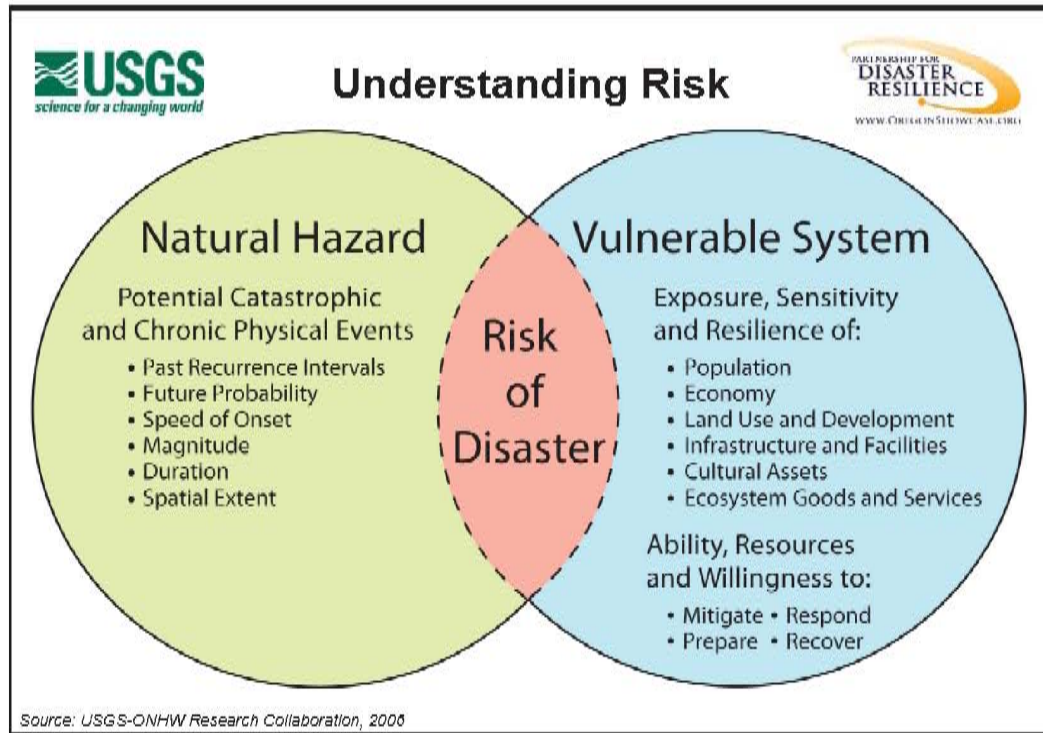 USGS
science for a changing world
Understanding Risk
PARTNERSHIP FOR
DISASTER
RESILIENCE
WWW.OREGONSHOWCASE.ORG
Natural Hazard
Potential Catastrophic
and Chronic Physical Events
• Past Recurrence Intervals
• Future Probability
• Speed of Onset
• Magnitude
• Duration
• Spatial Extent
Risk
of
Disaster
Vulnerable System
Exposure, Sensitivity
and Resilience of:
• Population
• Economy
• Land Use and Development
• Infrastructure and Facilities
• Cultural Assets
• Ecosystem Goods and Services
Ability, Resources
and Willingness to:
• Mitigate • Respond
• Prepare • Recover
Source: USGS-ONHW Research Collaboration, 2006